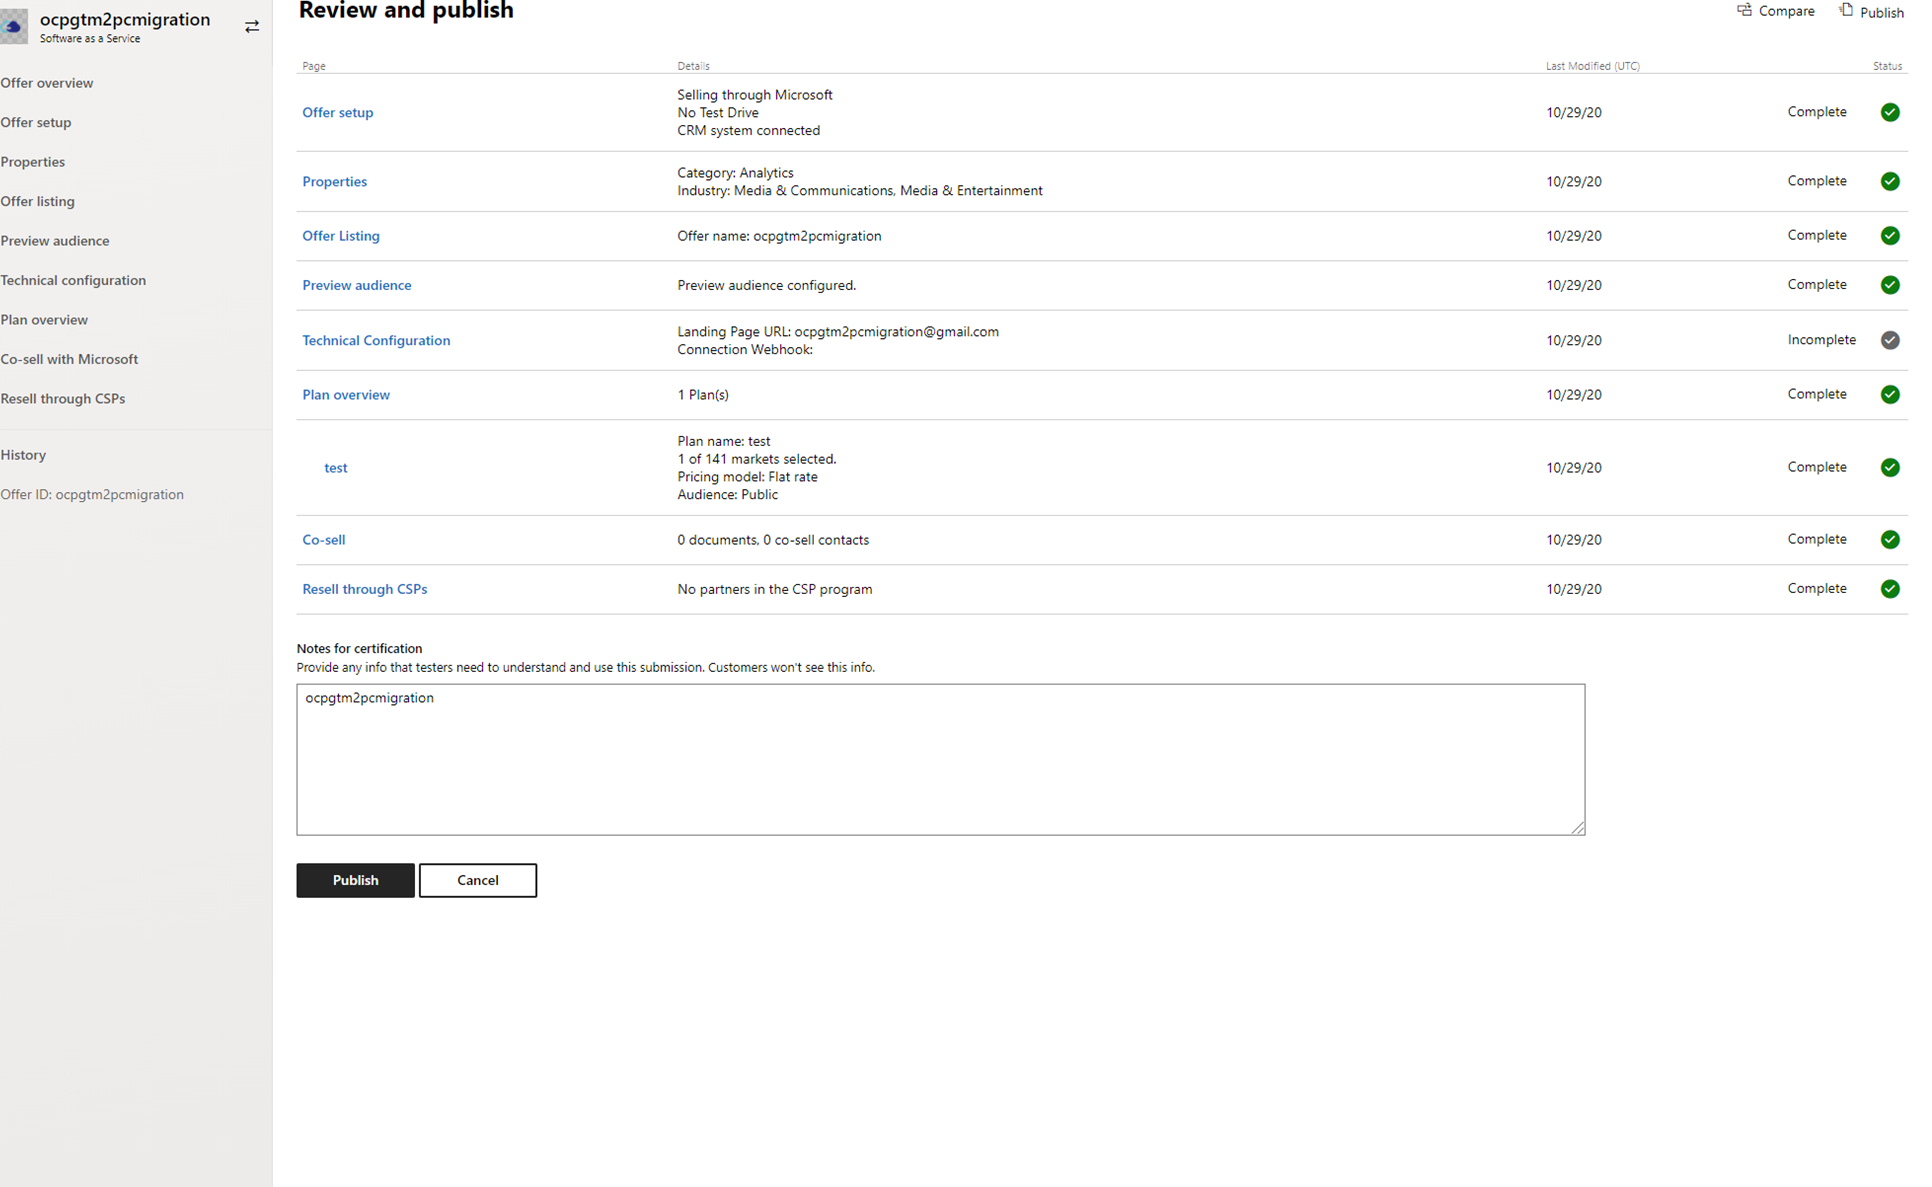 ocpgtm2pcmigration
Software as a Service
Offer overview
Offer setup
Properties
Offer listing
Preview audience
Technical configuration
Plan overview
Co-sell with Microsoft
Resell through CSPs
History
Offer ID: ocpgtm2pcmigration
Review and publish
Compare
Publish
Page Details Last Modified (UTC) Status
Offer setup
Selling through Microsoft
No Test Drive
CRM system connected
10/29/20
Complete
Properties
Category: Analytics
Industry: Media & Communications, Media & Entertainment
10/29/20
Complete
Offer Listing
Offer name: ocpgtm2pcmigration
10/29/20
Complete
Preview audience
Preview audience configured.
10/29/20
Complete
Technical Configuration
Landing Page URL: ocpgtm2pcmigration@gmail.com
Connection Webhook:
10/29/20
Incomplete
Plan overview
1 Plan(s)
10/29/20
Complete
test
Plan name: test
1 of 141 markets selected.
Pricing model: Flat rate
Audience: Public
10/29/20
Complete
Co-sell
0 documents, 0 co-sell contacts
10/29/20
Complete
Resell through CSPs
No partners in the CSP program
10/29/20
Complete
Notes for certification
Provide any info that testers need to understand and use this submission. Customers won't see this info.
ocpgtm2pcmigration
Publish
Cancel